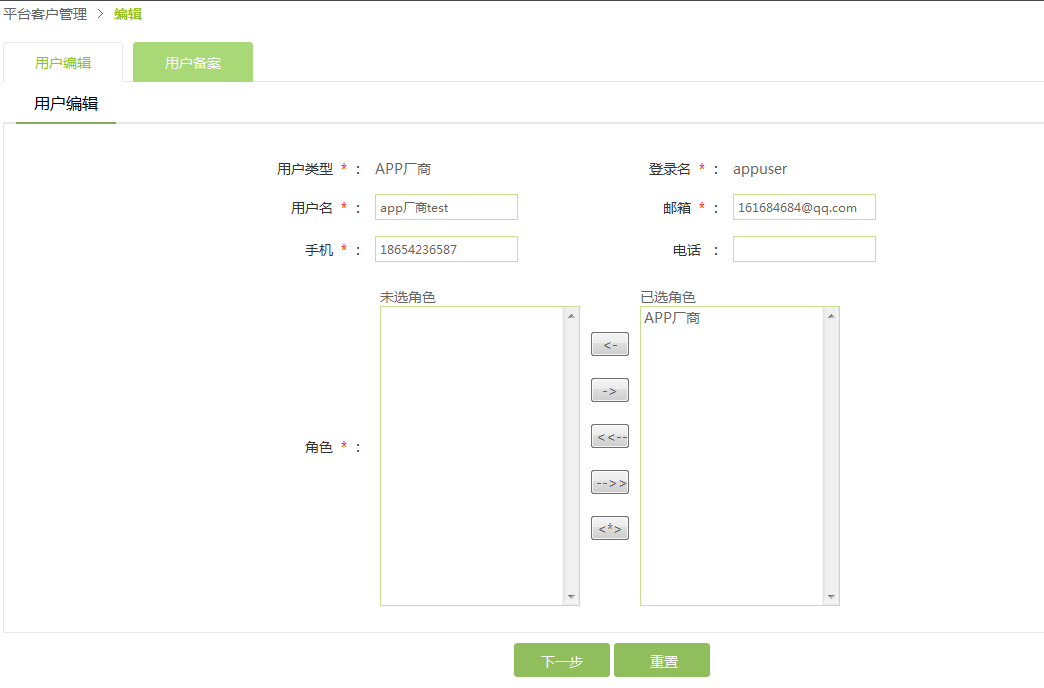 平台客户管理 > 编辑
用户编辑 用户备案
用户编辑
用户类型 * ： APP厂商 登录名 * ： appuser
用户名 * ： app厂商test 邮箱 * ： 161684684@qq.com
手机 * ： 18654236587 电话 ：
未选角色 已选角色
APP厂商
<-
->
<<--
角色 * ：
-->>
<*>
下一步 重置